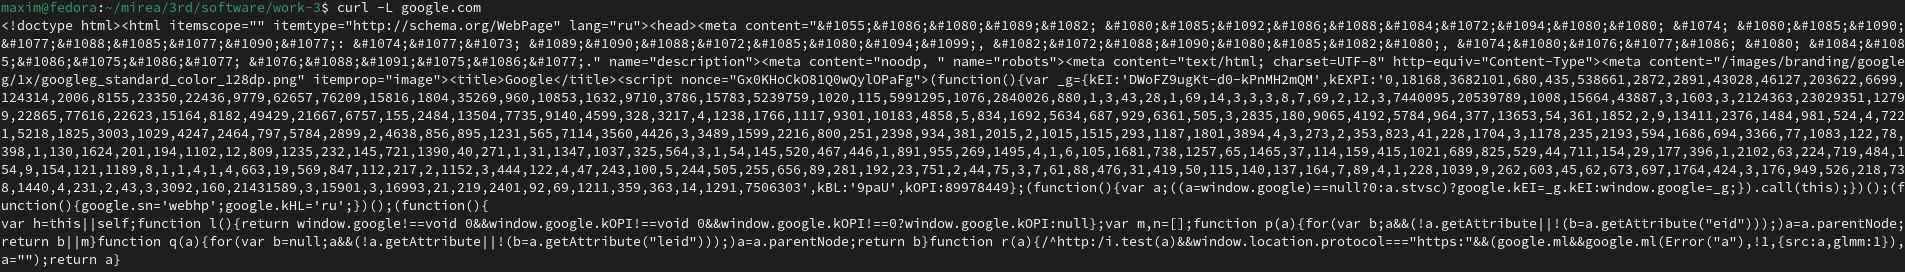 maxim@fedora:~/mirea/3rd/software/work-3$ curl -L google.com
<!doctype html><html itemscope="" itemtype="http://schema.org/WebPage" lang="ru"><head><meta content="&#1055;&#1086;&#1080;&#1089;&#1082; &#1080;&#1085;&#1092;&#1086;&#1088;&#1084;&#1072;&#1094;&#1080;&#1080; &#1074; &#1080;&#1085;&#1090;
&#1077;&#1088;&#1085;&#1077;&#1090;&#1077;: &#1074;&#1077;&#1073; &#1089;&#1090;&#1088;&#1072;&#1085;&#1080;&#1094;&#1099;, &#1082;&#1072;&#1088;&#1090;&#1080;&#1085;&#1082;&#1080;, &#1074;&#1080;&#1076;&#1077;&#1086; &#1080; &#1084;&#108
5;&#1086;&#1075;&#1086;&#1077; &#1076;&#1088;&#1091;&#1075;&#1086;&#1077;." name="description"><meta content="noodp, " name="robots"><meta content="text/html; charset=UTF-8" http-equiv="Content-Type"><meta content="/images/branding/google
g/1x/googleg_standard_color_128dp.png" itemprop="image"><title>Google</title><script nonce="Gx0KHoCkO81Q0wQylOPaFg">(function(){var _g={kEI:'DWoFZ9ugKt-d0-kPnMH2mQM',kEXPI:'0,18168,3682101,680,435,538661,2872,2891,43028,46127,203622,6699,
124314,2006,8155,23350,22436,9779,62657,76209,15816,1804,35269,960,10853,1632,9710,3786,15783,5239759,1020,115,5991295,1076,2840026,880,1,3,43,28,1,69,14,3,3,3,8,7,69,2,12,3,7440095,20539789,1008,15664,43887,3,1603,3,2124363,23029351,1279
9,22865,77616,22623,15164,8182,49429,21667,6757,155,2484,13504,7735,9140,4599,328,3217,4,1238,1766,1117,9301,10183,4858,5,834,1692,5634,687,929,6361,505,3,2835,180,9065,4192,5784,964,377,13653,54,361,1852,2,9,13411,2376,1484,981,524,4,722
1,5218,1825,3003,1029,4247,2464,797,5784,2899,2,4638,856,895,1231,565,7114,3560,4426,3,3489,1599,2216,800,251,2398,934,381,2015,2,1015,1515,293,1187,1801,3894,4,3,273,2,353,823,41,228,1704,3,1178,235,2193,594,1686,694,3366,77,1083,122,78,
398,1,130,1624,201,194,1102,12,809,1235,232,145,721,1390,40,271,1,31,1347,1037,325,564,3,1,54,145,520,467,446,1,891,955,269,1495,4,1,6,105,1681,738,1257,65,1465,37,114,159,415,1021,689,825,529,44,711,154,29,177,396,1,2102,63,224,719,484,1
54,9,154,121,1189,8,1,1,4,1,4,663,19,569,847,112,217,2,1152,3,444,122,4,47,243,100,5,244,505,255,656,89,281,192,23,751,2,44,75,3,7,61,88,476,31,419,50,115,140,137,164,7,89,41,228,1039,9,262,603,45,62,673,697,1764,424,3,176,949,526,218,73
8,1440,4,231,2,43,3,3092,160,21431589,3,15901,3,16993,21,219,2401,92,69,1211,359,363,14,1291,7506303',kBL:'9paU',kOPI:89978449};(function(){var a;((a=window.google)==null?0:a.stvsc)?google.kEI=_g.kEI:window.google=_g;}).call(this);})();(f
unction(){google.sn='webhp';google.kHL='ru';})();(function(){
var h=this||self;function l(){return window.google!==void 0&&window.google.kOPI!==void 0&&window.google.kOPI!==0?window.google.kOPI:null};var m,n=[];function p(a){for(var b;a&&(!a.getAttribute||!(b=a.getAttribute("eid")));)a=a.parentNode;
return b||m}function q(a){for(var b=null;a&&(!a.getAttribute||!(b=a.getAttribute("leid")));)a=a.parentNode;return b}function r(a){/^http:/i.test(a)&&window.location.protocol==="https:"&&(google.ml&&google.ml(Error("a"),!1,{src:a,glmm:1}),
a="");return a}